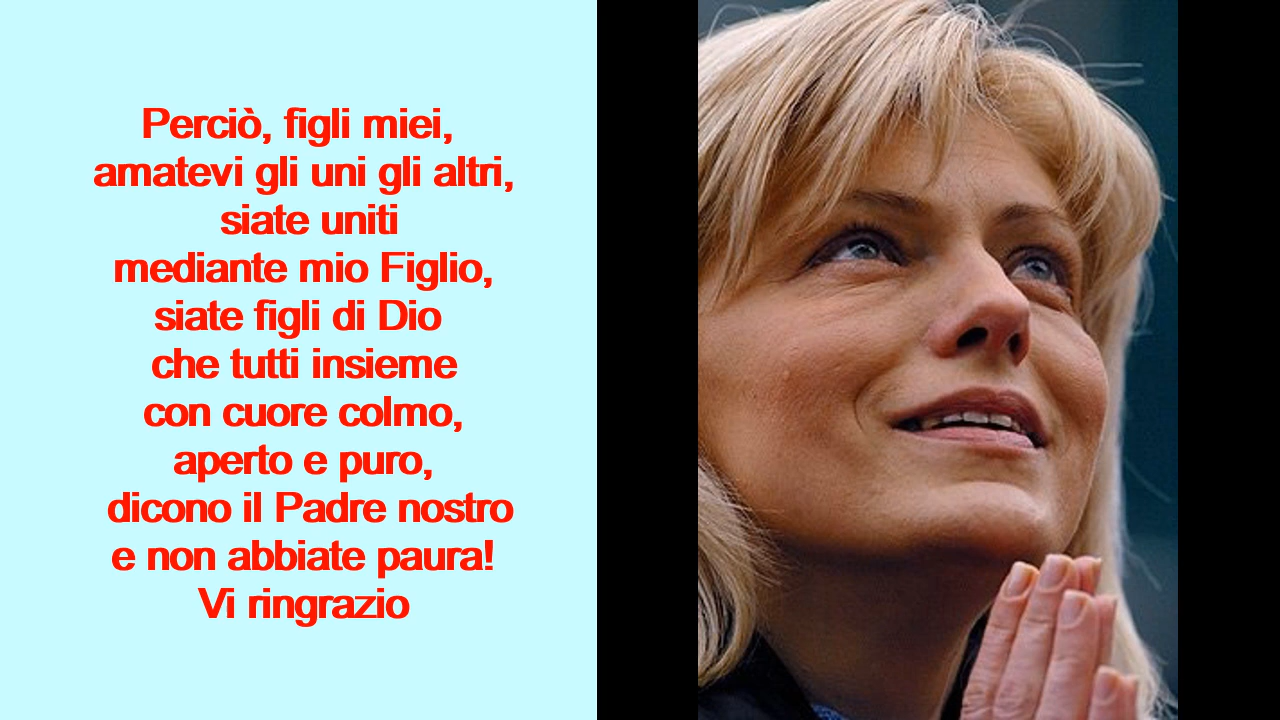 Perciò, figli miei,
amatevi gli uni gli altri,
siate uniti
mediante mio Figlio,
siate figli di Dio
che tutti insieme
con cuore colmo,
aperto e puro,
dicono il Padre nostro
e non abbiate paura!
Vi ringrazio